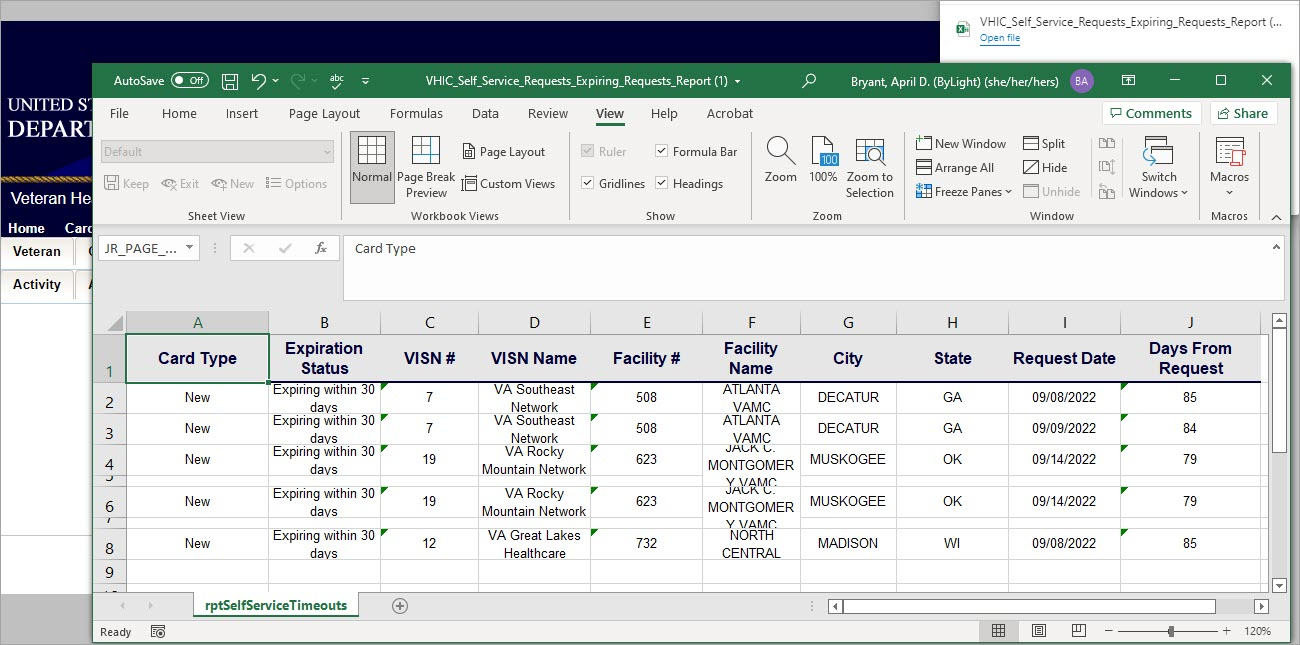 VHIC_Self_Service_Requests_Expiring_Requests_Report (...
Open file
AutoSave Off VHIC_Self_Service_Requests_Expiring_Requests_Report (1) Bryant, April D. (ByLight) (she/her/hers) BA
UNITED
DEPART
Veteran
Home
Veteran
Activity
File Home Insert Page Layout Formulas Data Review View Help Acrobat Comments Share
Default
Keep Exit New Options
Sheet View
Normal Page Break Preview
Page Layout
Custom Views
Workbook Views
Ruler Formula Bar
Gridlines Headings
Show
Zoom 100% Zoom to Selection
Zoom
New Window Split
Arrange All Hide
Freeze Panes Unhide
Switch Windows
Window
Macros
Macros
JR_PAGE_... fx Card Type
A B C D E F G H I J
1 Card Type Expiration Status VISN # VISN Name Facility # Facility Name City State Request Date Days From Request
2 New Expiring within 30 days 7 VA Southeast Network 508 ATLANTA VAMC DECATUR GA 09/08/2022 85
3 New Expiring within 30 days 7 VA Southeast Network 508 ATLANTA VAMC DECATUR GA 09/09/2022 84
4 New Expiring within 30 days 19 VA Rocky Mountain Network 623 JACK C. MONTGOMERY VAMC MUSKOGEE OK 09/14/2022 79
6 New Expiring within 30 days 19 VA Rocky Mountain Network 623 JACK C. MONTGOMERY VAMC MUSKOGEE OK 09/14/2022 79
8 New Expiring within 30 days 12 VA Great Lakes Healthcare 732 NORTH CENTRAL MADISON WI 09/08/2022 85
9
rptSelfServiceTimeouts
Ready 120%